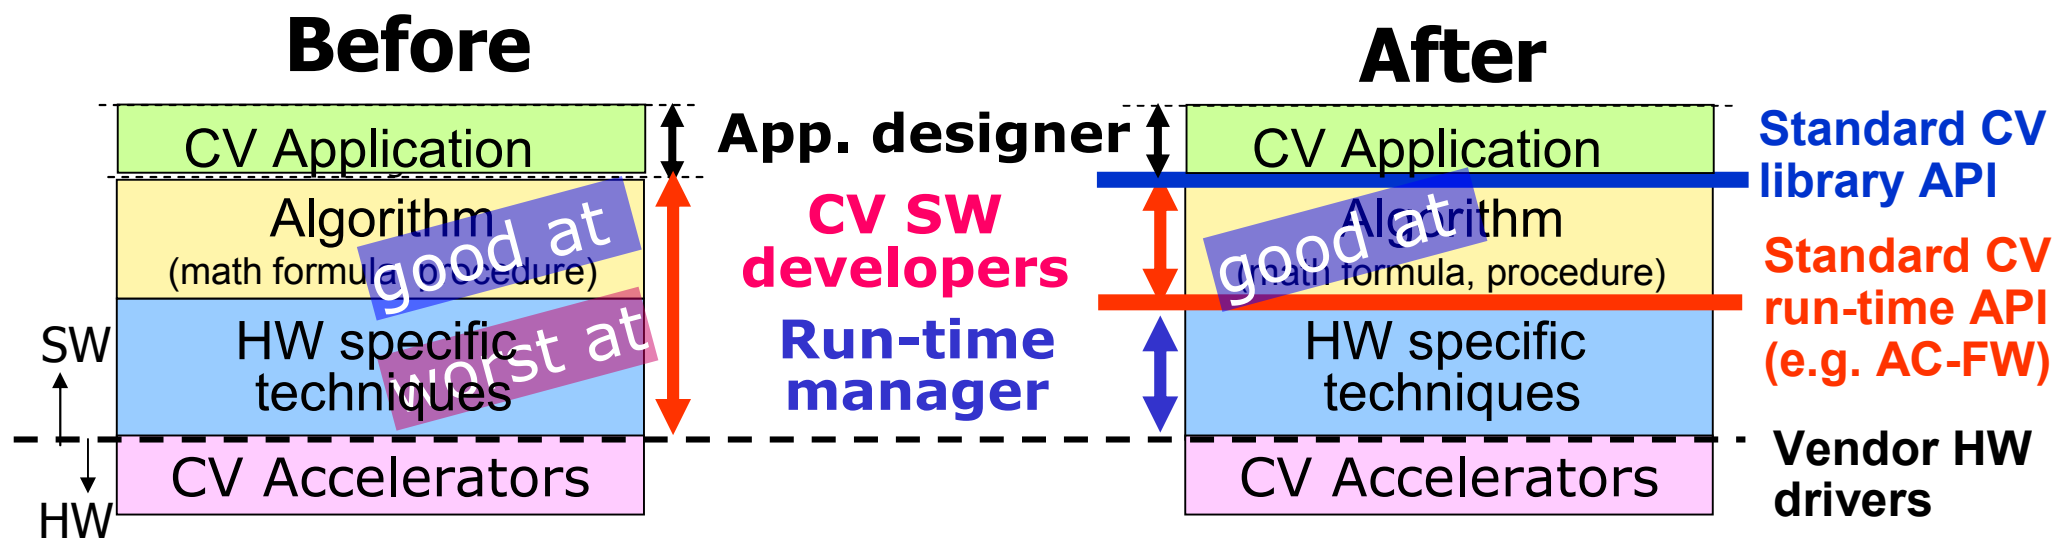 Before
CV Application
Algorithm
(math formula, procedure)
good at
HW specific
techniques
worst at
CV Accelerators
SW
HW
App. designer
CV SW
developers
Run-time
manager
After
CV Application
Algorithm
(math formula, procedure)
good at
HW specific
techniques
CV Accelerators
Standard CV
library API
Standard CV
run-time API
(e.g. AC-FW)
Vendor HW
drivers